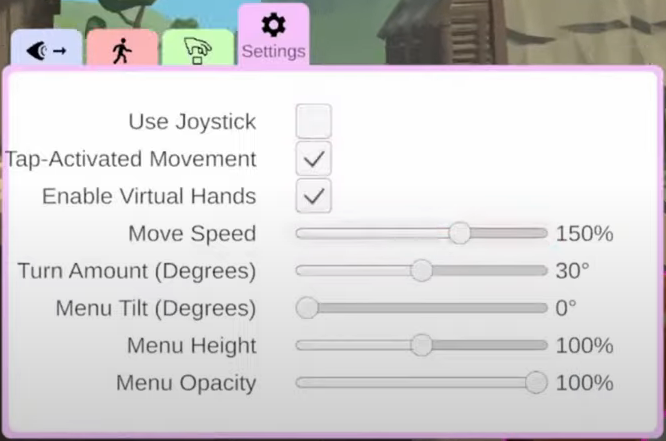 Settings
Use Joystick
Tap-Activated Movement
Enable Virtual Hands
Move Speed 150%
Turn Amount (Degrees) 30°
Menu Tilt (Degrees) 0°
Menu Height 100%
Menu Opacity 100%